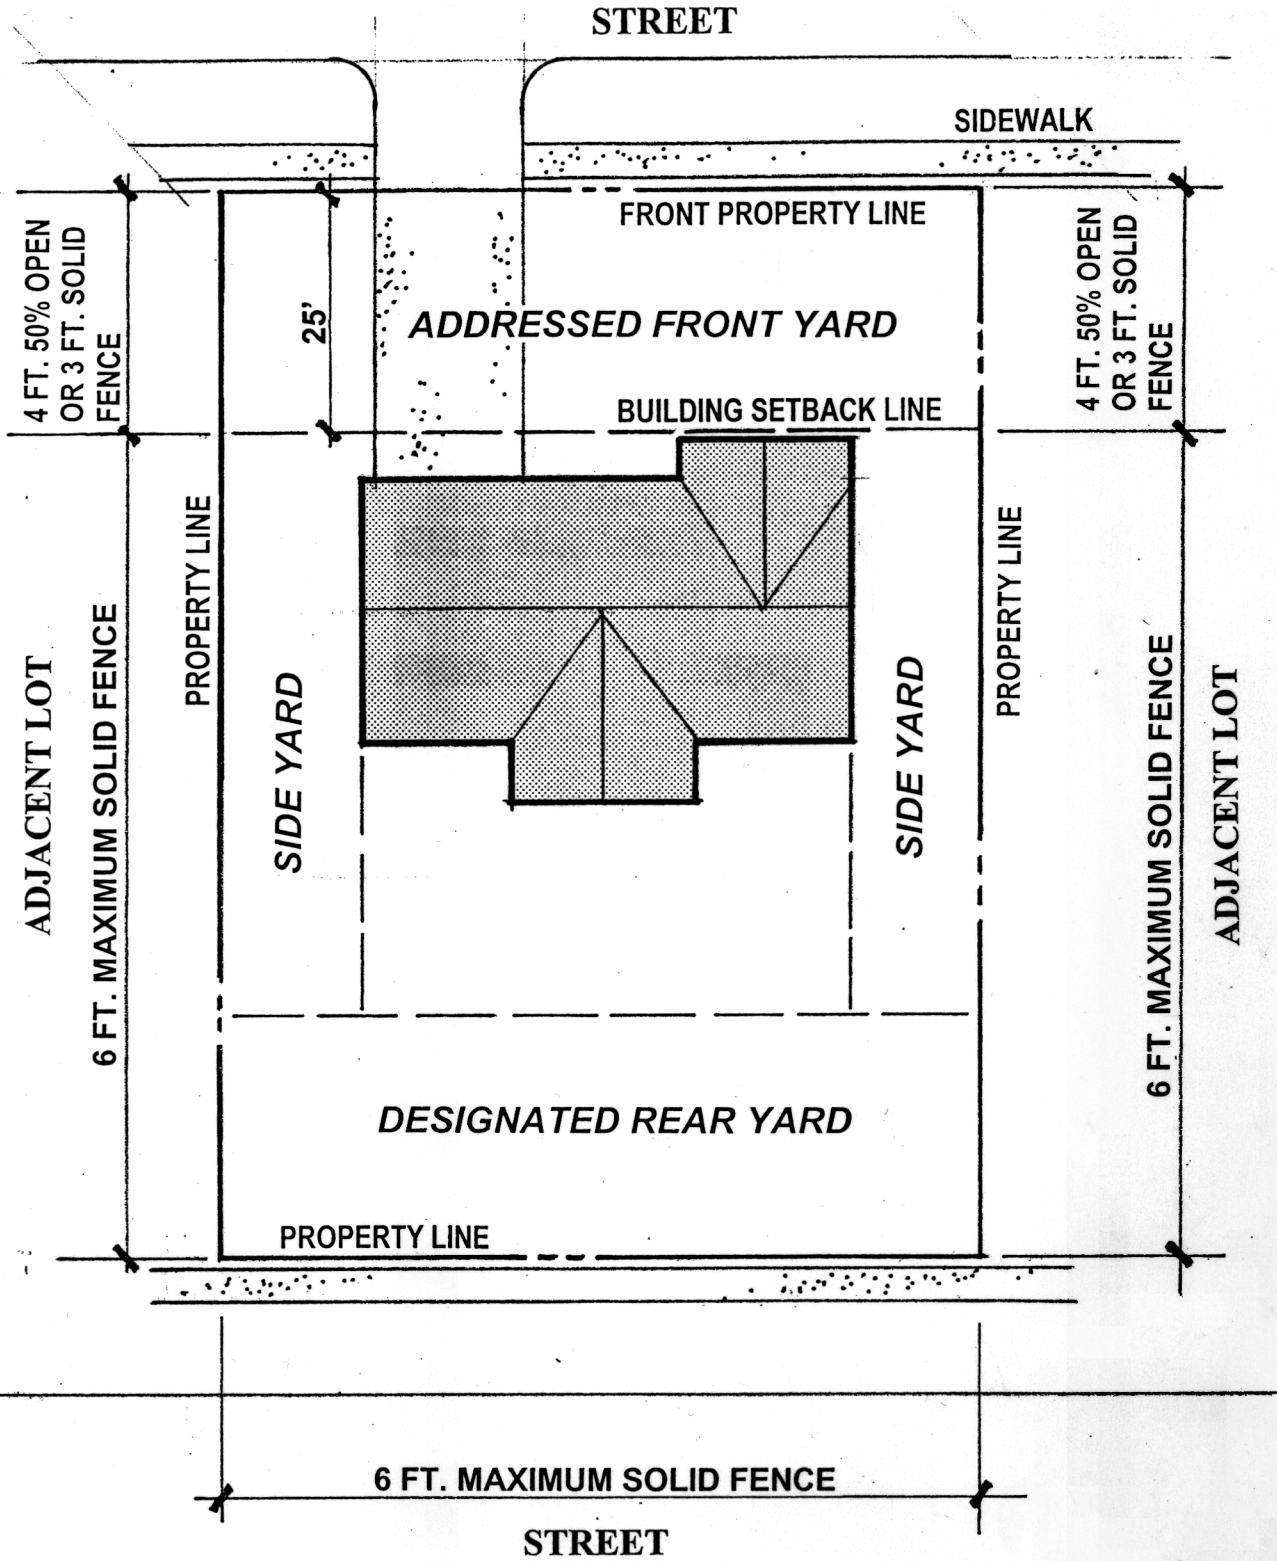 STREET
SIDEWALK
FRONT PROPERTY LINE
4 FT. 50% OPEN
OR 3 FT. SOLID
FENCE
25'
ADDRESSED FRONT YARD
4 FT. 50% OPEN
OR 3 FT. SOLID
FENCE
BUILDING SETBACK LINE
ADJACENT LOT
6 FT. MAXIMUM SOLID FENCE
PROPERTY LINE
SIDE YARD
SIDE YARD
PROPERTY LINE
6 FT. MAXIMUM SOLID FENCE
ADJACENT LOT
DESIGNATED REAR YARD
PROPERTY LINE
6 FT. MAXIMUM SOLID FENCE
STREET